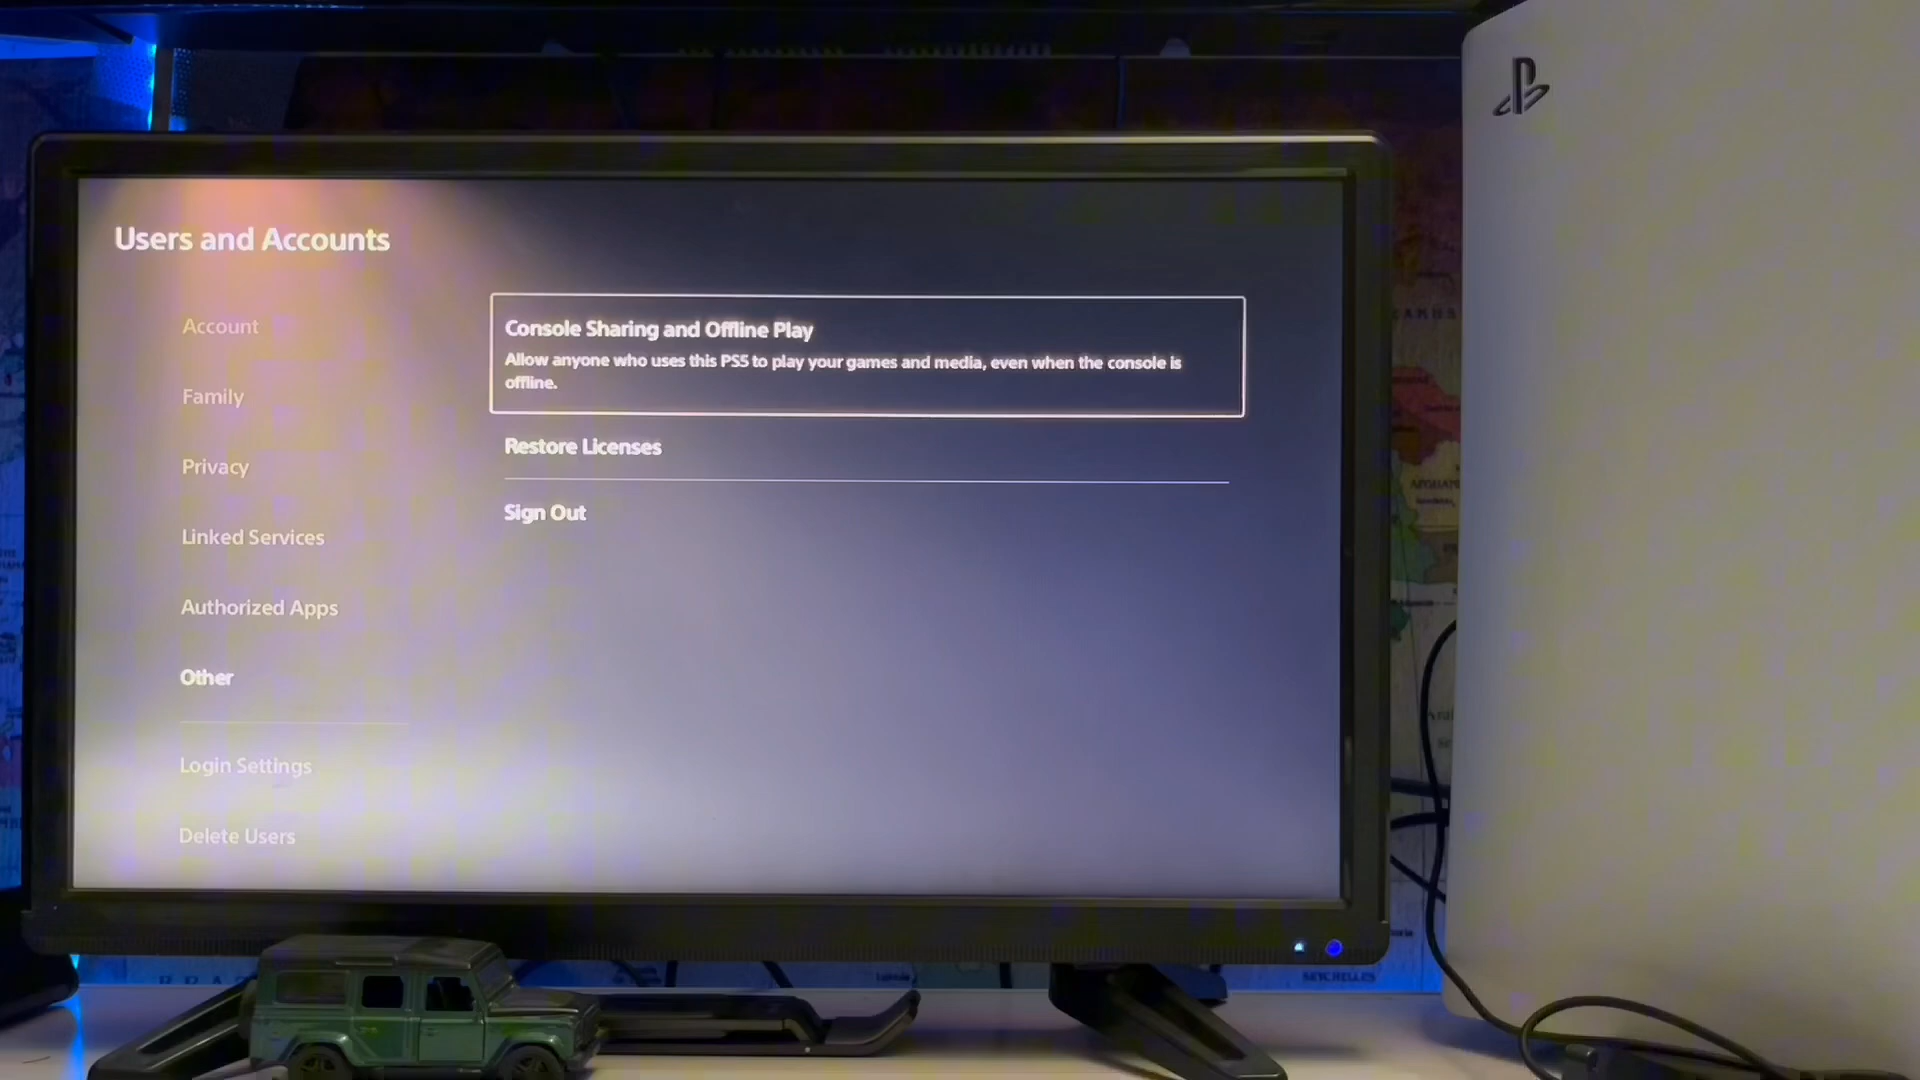 Users and Accounts
Account
Family
Privacy
Linked Services
Authorized Apps
Other
Login Settings
Delete Users
Console Sharing and Offline Play
Allow anyone who uses this PS5 to play your games and media, even when the console is
offline.
Restore Licenses
Sign Out
SEYCHELLES